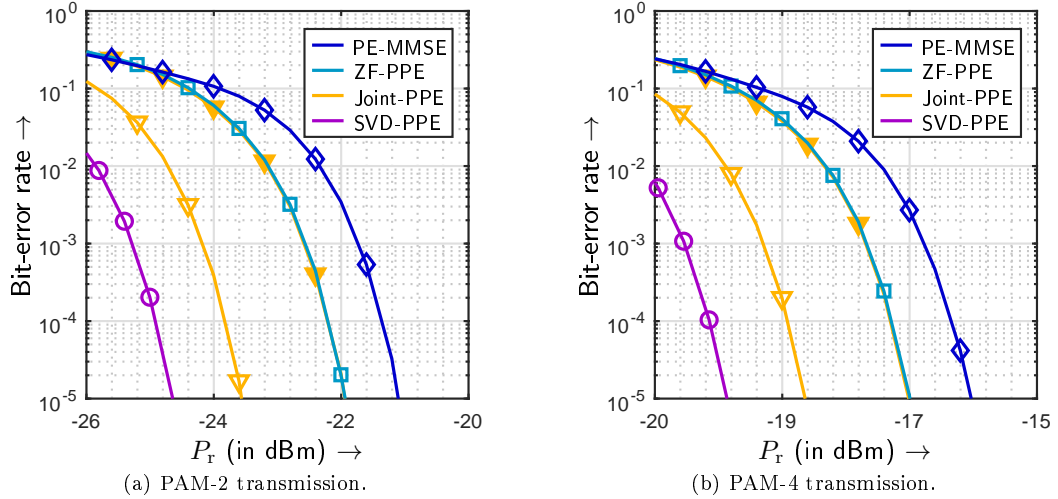 10^0
10^-1
10^-2
10^-3
10^-4
10^-5
Bit-error rate →
PE-MMSE
ZF-PPE
Joint-PPE
SVD-PPE
-26
-24
-22
-20
P_r (in dBm) →
(a) PAM-2 transmission.
10^0
10^-1
10^-2
10^-3
10^-4
10^-5
Bit-error rate →
PE-MMSE
ZF-PPE
Joint-PPE
SVD-PPE
-20
-19
-17
-15
P_r (in dBm) →
(b) PAM-4 transmission.